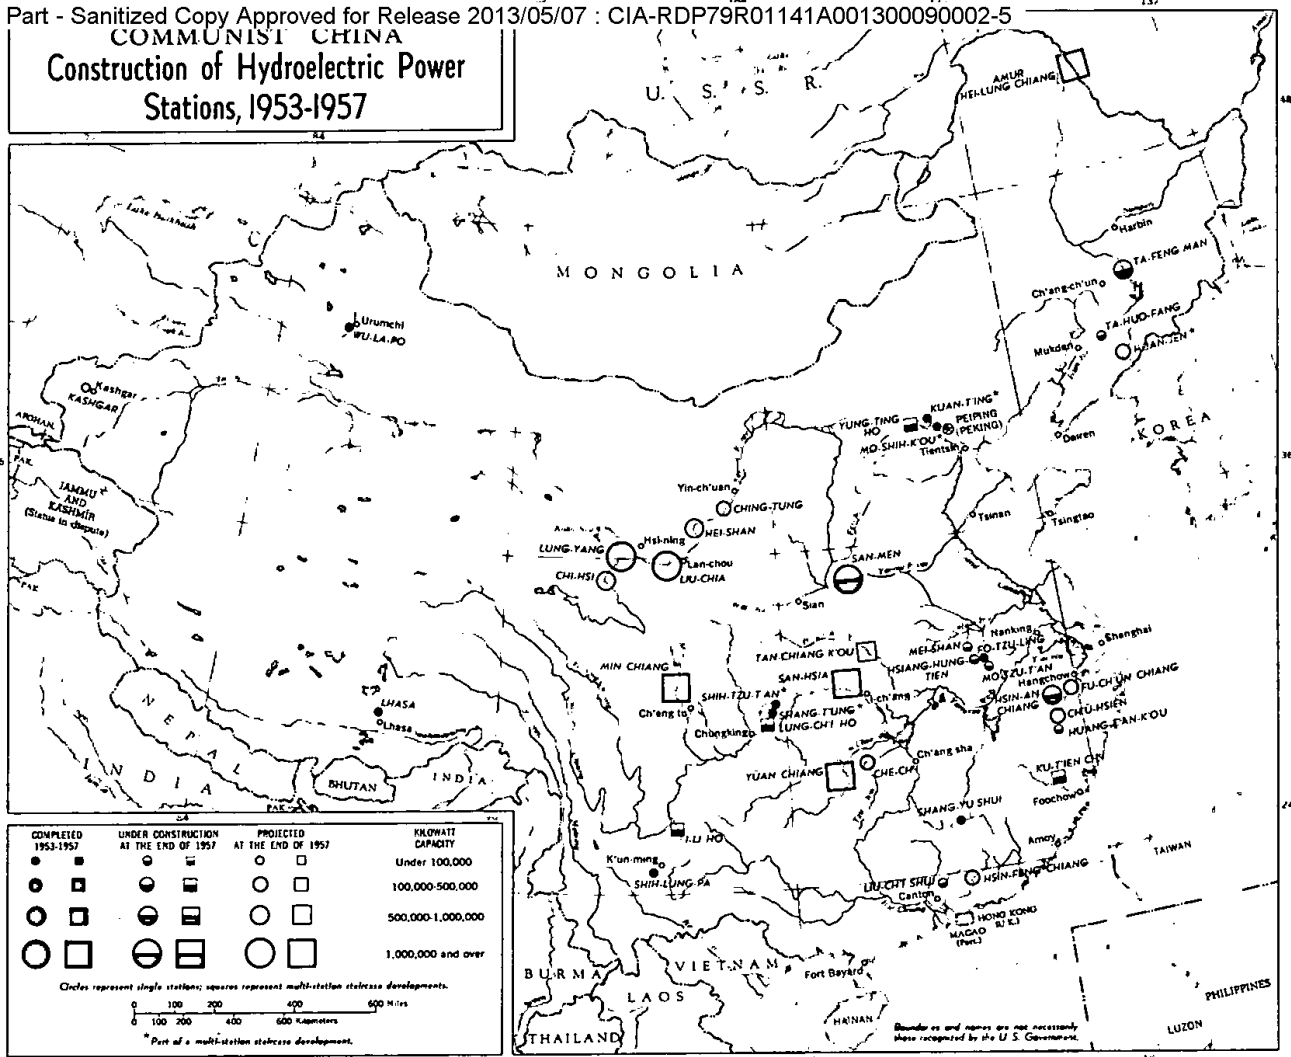 Part - Sanitized Copy Approved for Release 2013/05/07 : CIA-RDP79R01141A001300090002-5
COMMUNIST CHINA
Construction of Hydroelectric Power
Stations, 1953-1957
U. S. S. R.
AMUR
HEI-LUNG CHIANG
Lake Balkhash
Harbin
MONGOLIA
TA-FENG MAN
Ch'ang-ch'un
Urumchi
WU-LA-PO
TA-HUO-FANG
Mukden
HUAN-JEN*
Kashgar
KASHGAR
AFGHAN.
KUAN-T'ING*
YUNG-TING
HO
PEIPING
(PEKING)
MO-SHIH-K'OU*
Tientsin
Dairen
KOREA
PAK.
JAMMU
AND
KASHMIR
(Status in dispute)
Yin-ch'uan
CHING-TUNG
HEI-SHAN
Tsinan
Tsingtao
Hsi-ning
LUNG-YANG
Lan-chou
LIU-CHIA
CHI-HSI
SAN-MEN
Sian
PAK.
Nanking
Shanghai
MEI-SHAN
FO-TZU-LING
TAN-CHIANG K'OU
HSIANG-HUNG-
TIEN
MO-TZU-T'AN
Hangchow
MIN CHIANG
SAN-HSIA
I-ch'ang
FU-CH'UN CHIANG
HSIN-AN
CHIANG
SHIH-TZU-T'AN*
Ch'eng-tu
SHANG-T'UNG*
LUNG-CH'I HO
Chungking
CHU-HSIEN
HUANG-T'AN-K'OU
NEPAL
LHASA
Lhasa
Ch'ang-sha
YUAN CHIANG
CHE-CH'I
KU-T'IEN CH'I
Foochow
INDIA
BHUTAN
INDIA
PAK.
SHANG-YU SHUI
Amoy
TAIWAN
I-LI HO
K'un-ming
SHIH-LUNG-PA
LIU-CH'I SHUI
HSIN-FENG CHIANG
Canton
HONG KONG
(U.K.)
MACAO
(Port.)
BURMA
VIETNAM
LAOS
Fort Bayard
THAILAND
HAINAN
PHILIPPINES
LUZON
COMPLETED
1953-1957
UNDER CONSTRUCTION
AT THE END OF 1957
PROJECTED
AT THE END OF 1957
KILOWATT
CAPACITY
Under 100,000
100,000-500,000
500,000-1,000,000
1,000,000 and over
Circles represent single stations; squares represent multi-station staircase developments.
100 200 400 600 Miles
0 100 200 400 600 Kilometers
* Part of a multi-station staircase development.
Boundaries and names are not necessarily
those recognized by the U S. Government.